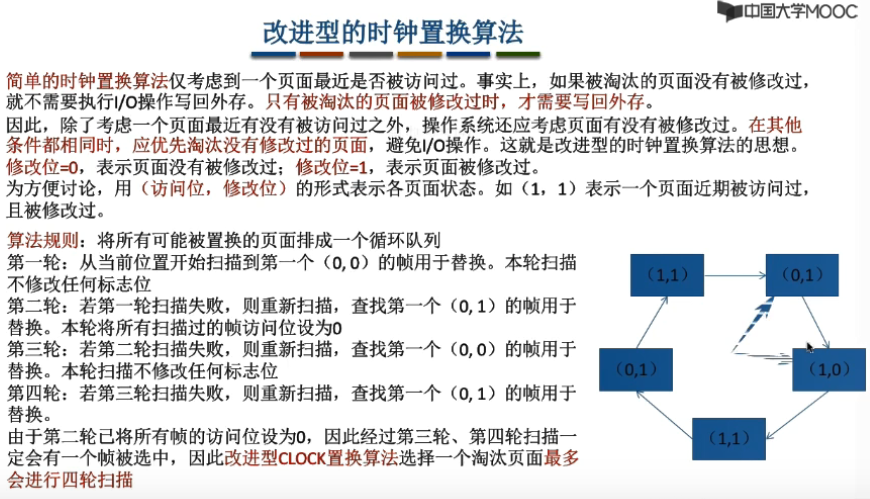 中国大学MOOC
改进型的时钟置换算法
简单的时钟置换算法仅考虑到一个页面最近是否被访问过。事实上，如果被淘汰的页面没有被修改过，
就不需要执行I/O操作写回外存。只有被淘汰的页面被修改过时，才需要写回外存。
因此，除了考虑一个页面最近有没有被访问过之外，操作系统还应考虑页面有没有被修改过。在其他
条件都相同时，应优先淘汰没有修改过的页面，避免I/O操作。这就是改进型的时钟置换算法的思想。
修改位=0，表示页面没有被修改过；修改位=1，表示页面被修改过。
为方便讨论，用（访问位，修改位）的形式表示各页面状态。如（1，1）表示一个页面近期被访问过，
且被修改过。
算法规则：将所有可能被置换的页面排成一个循环队列
第一轮：从当前位置开始扫描到第一个（0, 0）的帧用于替换。本轮扫描
不修改任何标志位
第二轮：若第一轮扫描失败，则重新扫描，查找第一个（0, 1）的帧用于
替换。本轮将所有扫描过的帧访问位设为0
第三轮：若第二轮扫描失败，则重新扫描，查找第一个（0, 0）的帧用于
替换。本轮扫描不修改任何标志位
第四轮：若第三轮扫描失败，则重新扫描，查找第一个（0, 1）的帧用于
替换。
由于第二轮已将所有帧的访问位设为0，因此经过第三轮、第四轮扫描一
定会有一个帧被选中，因此改进型CLOCK置换算法选择一个淘汰页面最多
会进行四轮扫描
（1,1）
（0,1）
（0,1）
（1,0）
（1,1）